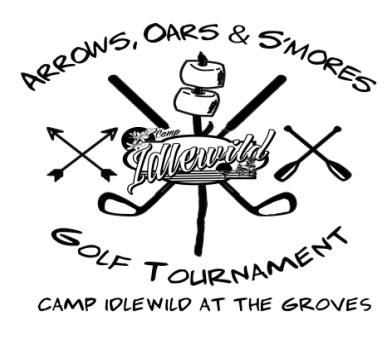 ARROWS, OARS & S'MORES
Camp
Idlewild
GOLF TOURNAMENT
CAMP IDLEWILD AT THE GROVES